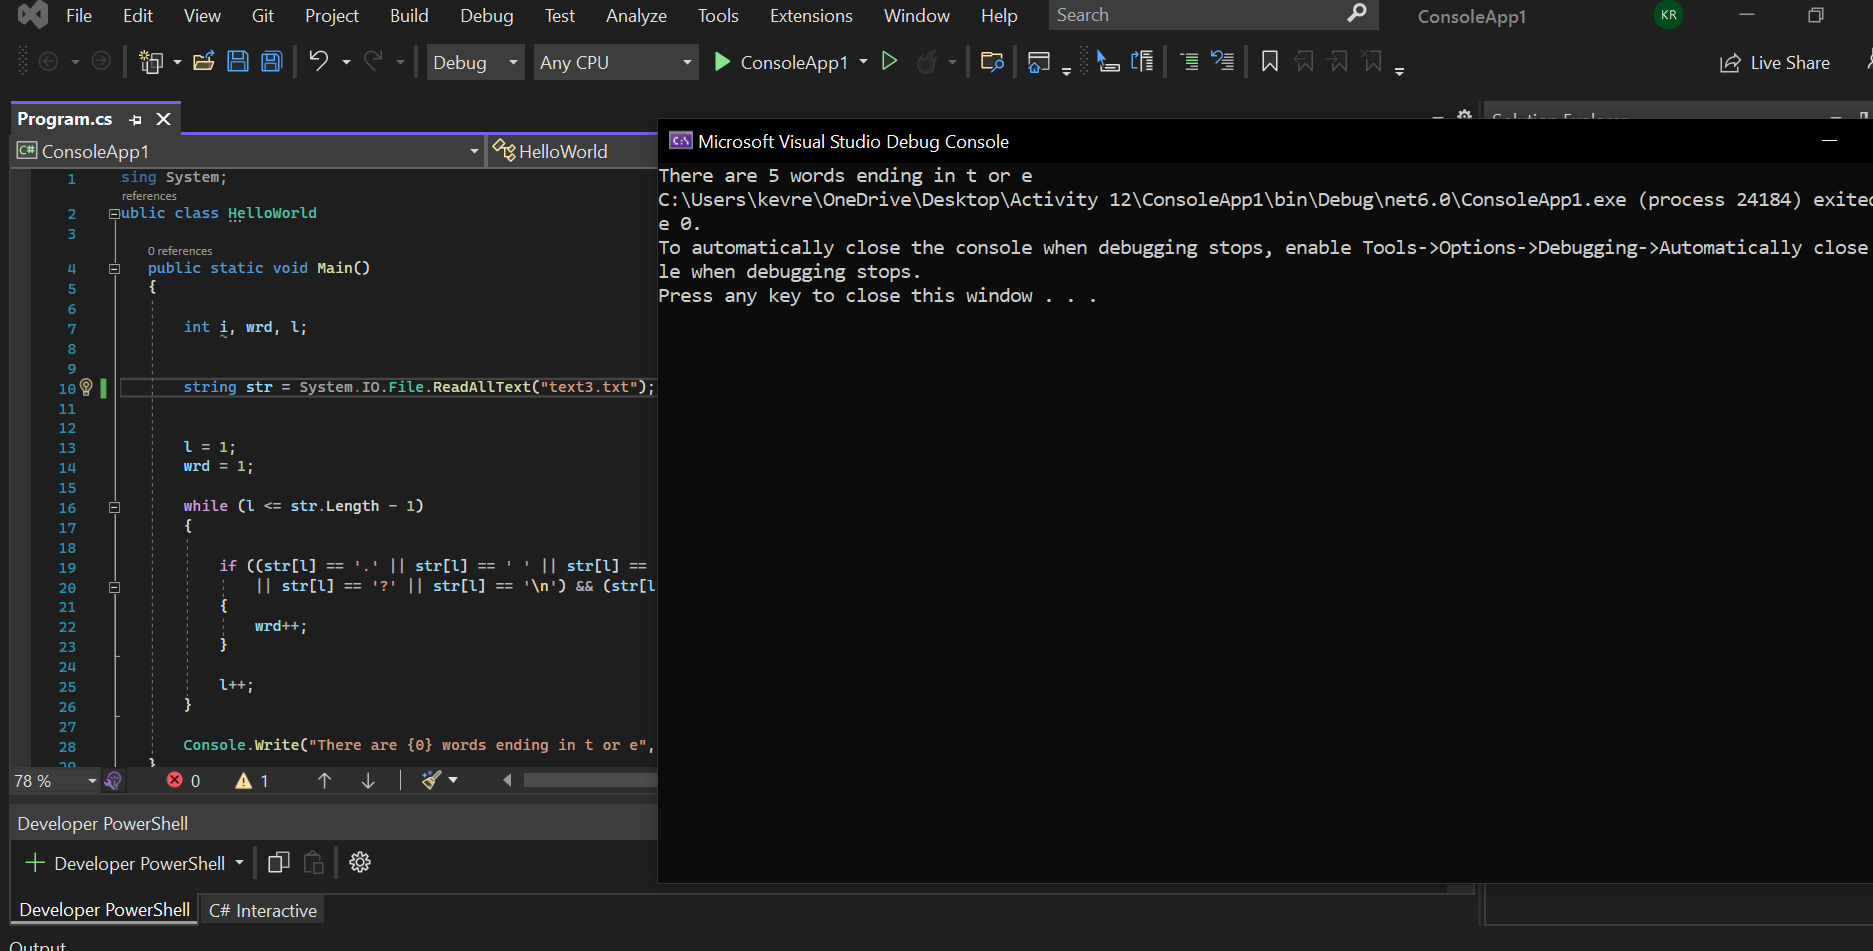 File Edit View Git Project Build Debug Test Analyze Tools Extensions Window Help Search ConsoleApp1 KR
Debug Any CPU ConsoleApp1 Live Share
Program.cs
Solution Explorer
ConsoleApp1 HelloWorld
Microsoft Visual Studio Debug Console
There are 5 words ending in t or e
C:\Users\kevre\OneDrive\Desktop\Activity 12\ConsoleApp1\bin\Debug\net6.0\ConsoleApp1.exe (process 24184) exited
e 0.
To automatically close the console when debugging stops, enable Tools->Options->Debugging->Automatically close
le when debugging stops.
Press any key to close this window . . .
1 sing System;
references
2 ublic class HelloWorld
3
0 references
4 public static void Main()
5 {
6
7 int i, wrd, l;
8
9
10 string str = System.IO.File.ReadAllText("text3.txt");
11
12
13 l = 1;
14 wrd = 1;
15
16 while (l <= str.Length - 1)
17 {
18
19 if ((str[l] == '.' || str[l] == ' ' || str[l] ==
20 || str[l] == '?' || str[l] == '\n') && (str[l
21 {
22 wrd++;
23 }
24
25 l++;
26 }
27
28 Console.Write("There are {0} words ending in t or e",
29 }
78 % 0 1
Developer PowerShell
Developer PowerShell
Developer PowerShell C# Interactive
Output